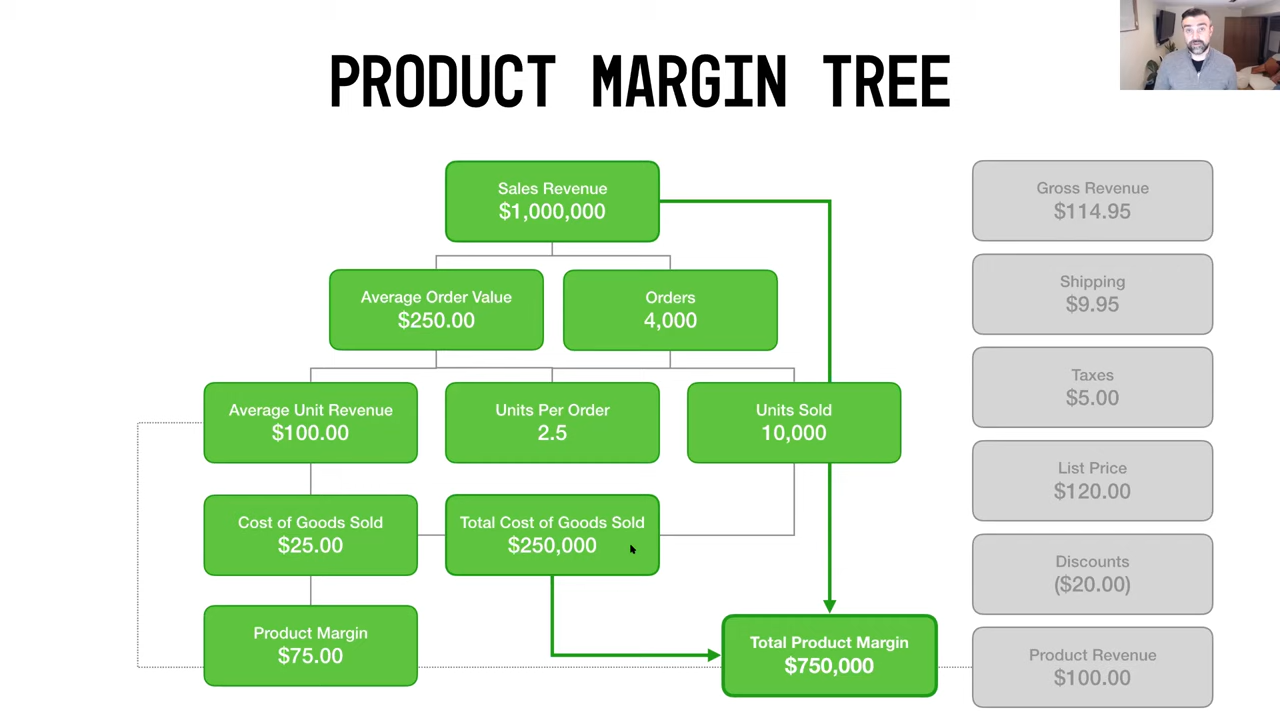 PRODUCT MARGIN TREE
Sales Revenue
$1,000,000
Average Order Value
$250.00
Orders
4,000
Average Unit Revenue
$100.00
Units Per Order
2.5
Units Sold
10,000
Cost of Goods Sold
$25.00
Total Cost of Goods Sold
$250,000
Product Margin
$75.00
Total Product Margin
$750,000
Gross Revenue
$114.95
Shipping
$9.95
Taxes
$5.00
List Price
$120.00
Discounts
($20.00)
Product Revenue
$100.00